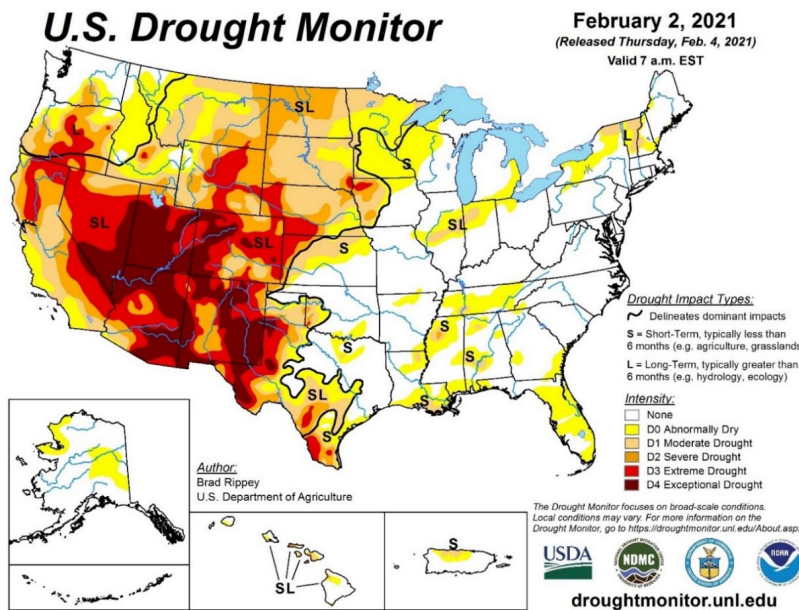 U.S. Drought Monitor
February 2, 2021
(Released Thursday, Feb. 4, 2021)
Valid 7 a.m. EST
SL
L
S
L
SL
SL
S
SL
S
S
S
SL
S
S
Drought Impact Types:
Delineates dominant impacts
S = Short-Term, typically less than
6 months (e.g. agriculture, grasslands
L = Long-Term, typically greater than
6 months (e.g. hydrology, ecology)
Intensity:
None
D0 Abnormally Dry
D1 Moderate Drought
D2 Severe Drought
D3 Extreme Drought
D4 Exceptional Drought
Author:
Brad Rippey
U.S. Department of Agriculture
SL
S
The Drought Monitor focuses on broad-scale conditions.
Local conditions may vary. For more information on the
Drought Monitor, go to https://droughtmonitor.unl.edu/About.asp
USDA
NDMC
NOAA
droughtmonitor.unl.edu